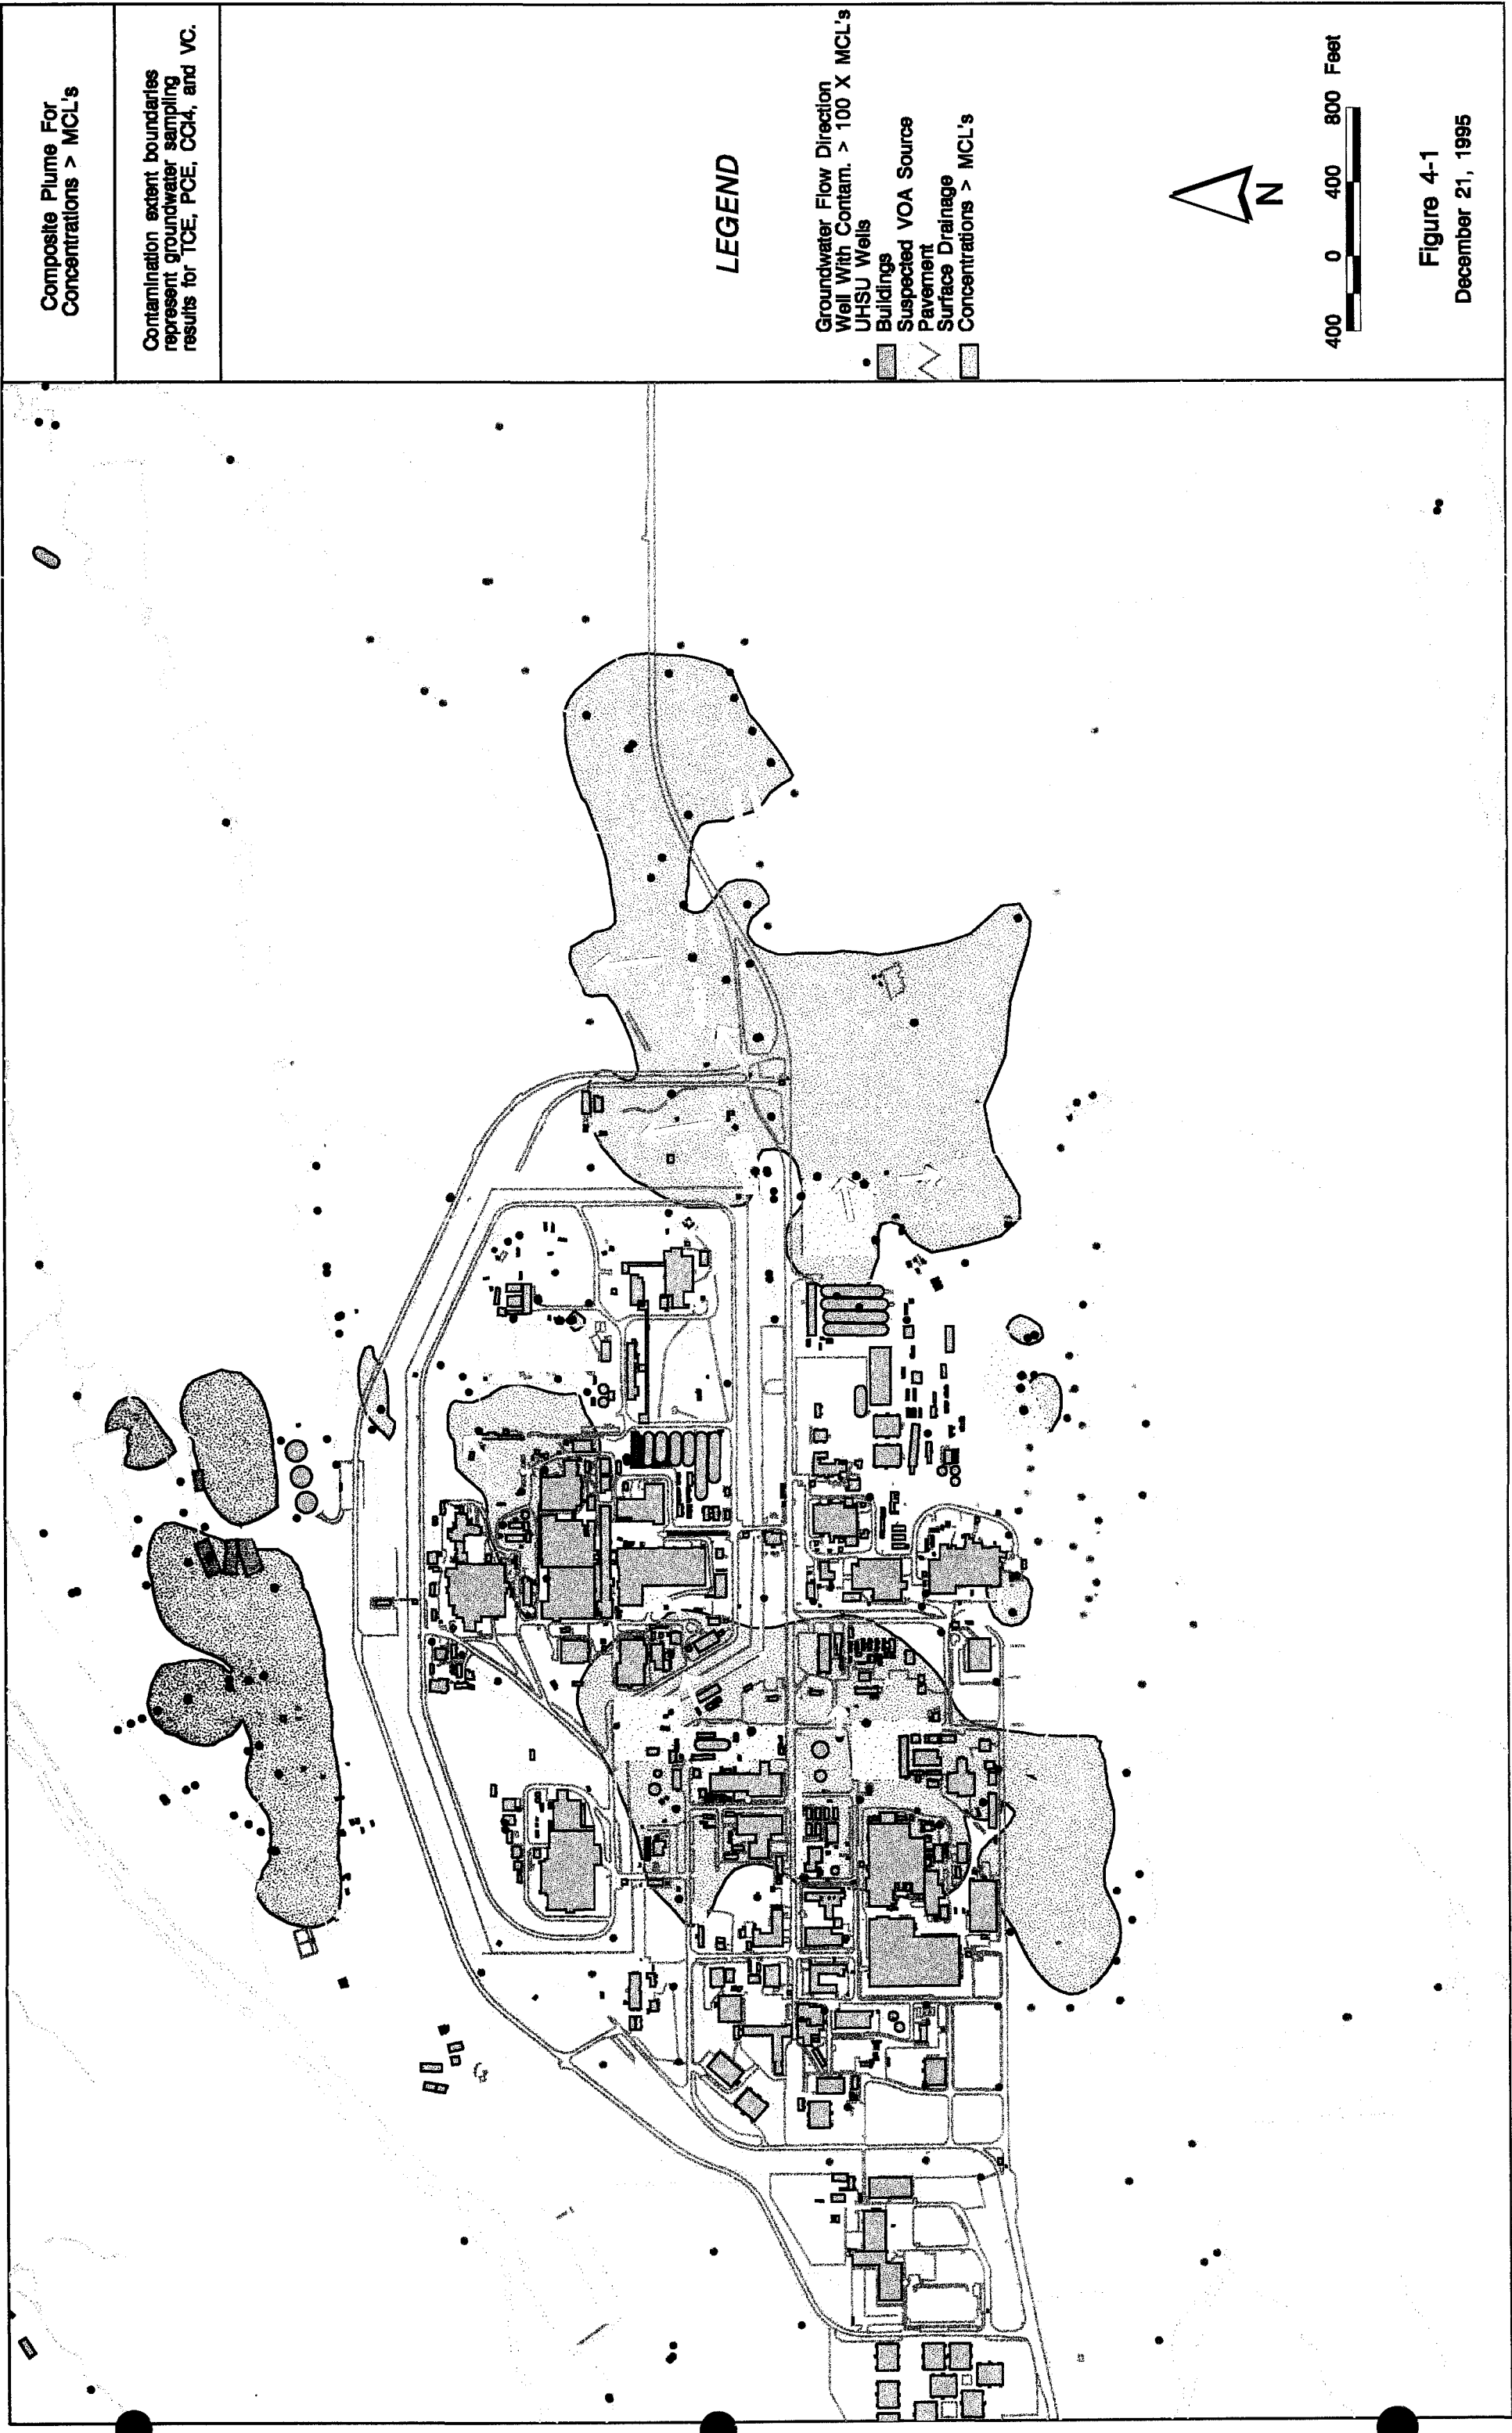 Composite Plume For
Concentrations > MCL's
Contamination extent boundaries
represent groundwater sampling
results for TCE, PCE, CCl4, and VC.
LEGEND
Groundwater Flow Direction
Well With Contam. > 100 X MCL's
UHSU Wells
Buildings
Suspected VOA Source
Pavement
Surface Drainage
Concentrations > MCL's
N
400 0 400 800 Feet
Figure 4-1
December 21, 1995